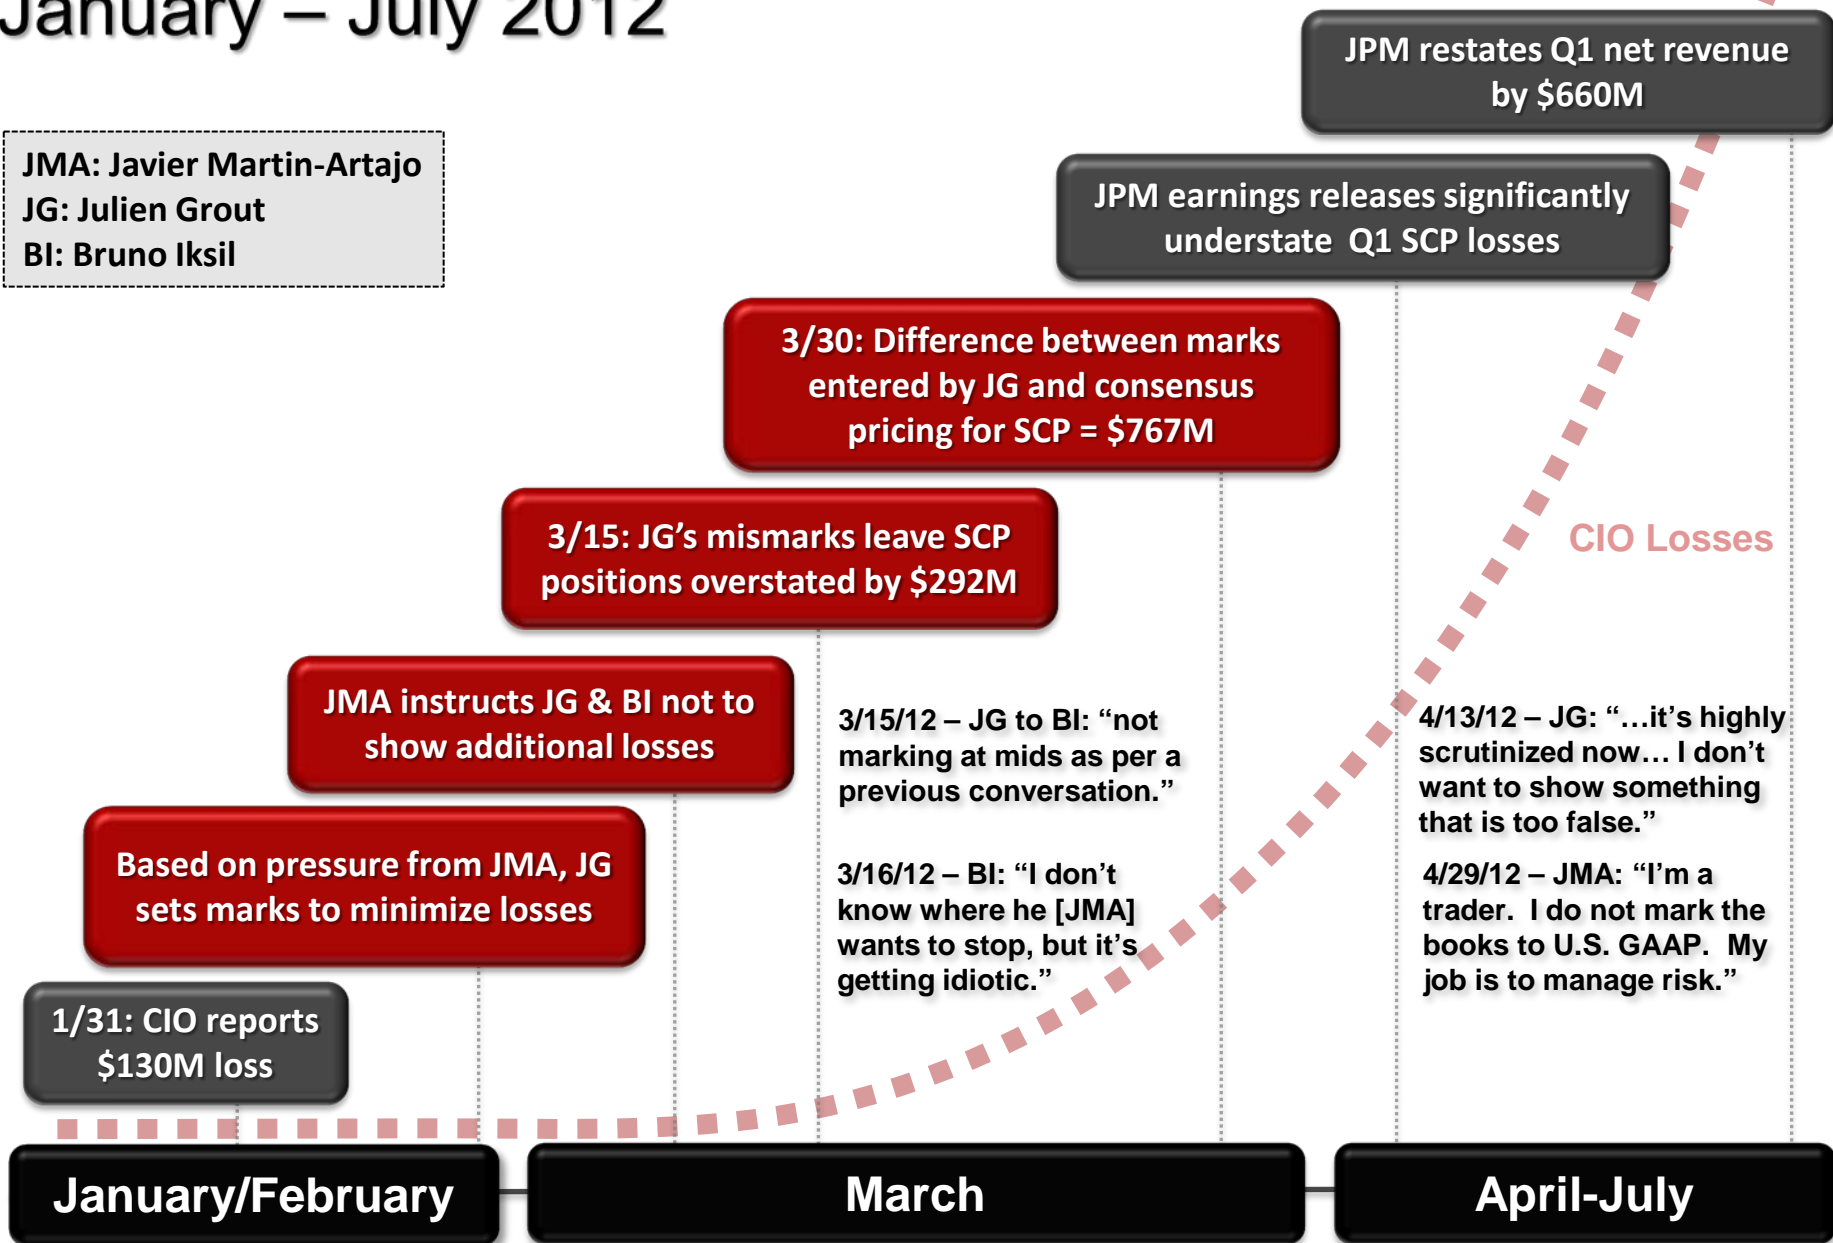 January – July 2012
JMA: Javier Martin-Artajo
JG: Julien Grout
BI: Bruno Iksil
JPM restates Q1 net revenue
by $660M
JPM earnings releases significantly
understate Q1 SCP losses
3/30: Difference between marks
entered by JG and consensus
pricing for SCP = $767M
3/15: JG’s mismarks leave SCP
positions overstated by $292M
CIO Losses
JMA instructs JG & BI not to
show additional losses
Based on pressure from JMA, JG
sets marks to minimize losses
1/31: CIO reports
$130M loss
3/15/12 – JG to BI: “not
marking at mids as per a
previous conversation.”
3/16/12 – BI: “I don’t
know where he [JMA]
wants to stop, but it’s
getting idiotic.”
4/13/12 – JG: “…it’s highly
scrutinized now… I don’t
want to show something
that is too false.”
4/29/12 – JMA: “I’m a
trader. I do not mark the
books to U.S. GAAP. My
job is to manage risk.”
January/February
March
April-July